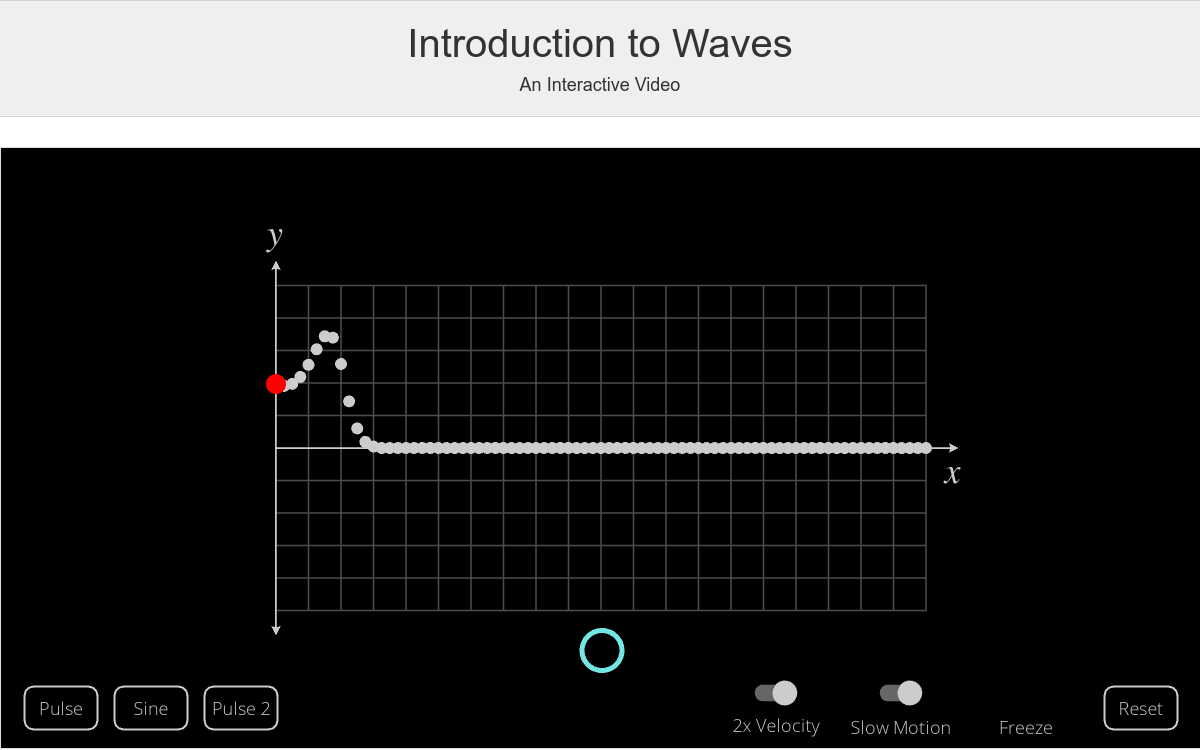 Introduction to Waves
An Interactive Video
y
x
Pulse
Sine
Pulse 2
2x Velocity
Slow Motion
Freeze
Reset